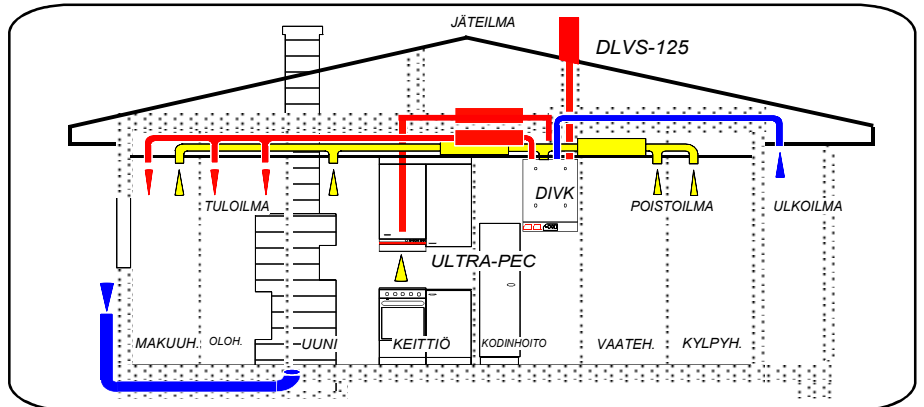 JÄTEILMA
DLVS-125
TULOILMA
DIVK
POISTOILMA
ULKOILMA
ULTRA-PEC
MAKUUH.
OLOH.
UUNI
KEITTIÖ
KODINHOITO
VAATEH.
KYLPYH.